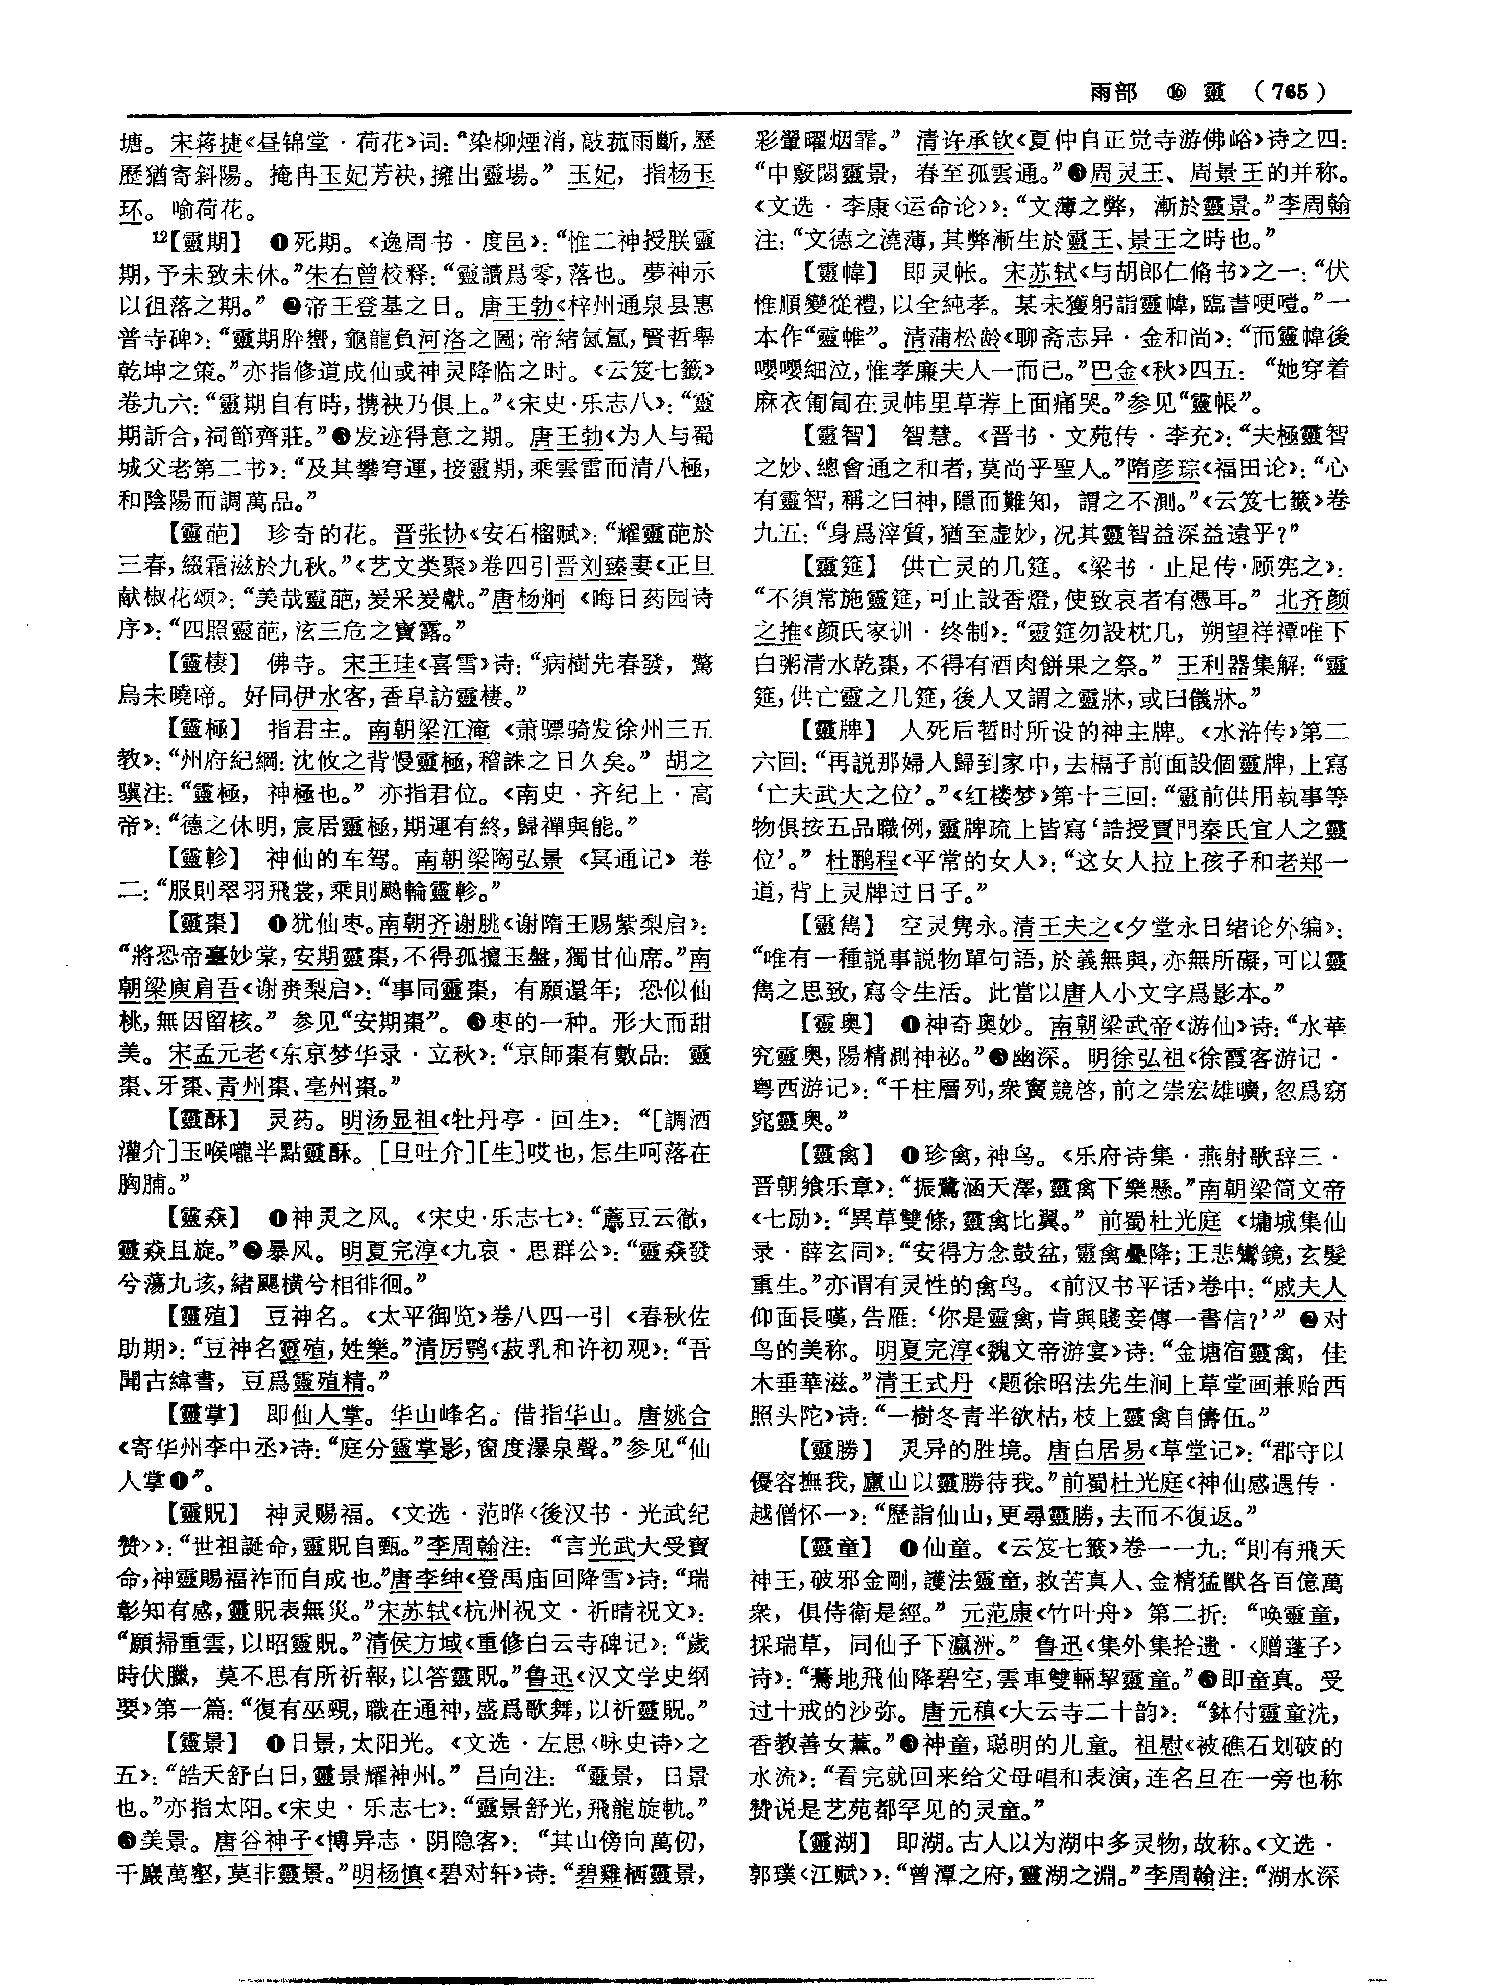 雨部 ⑯ 靈 (765)
塘。宋蒋捷《昼锦堂·荷花》词：“染柳煙消，敲菰雨斷，歷
歷猶寄斜陽。掩冉玉妃芳袂，擁出靈場。”玉妃，指杨玉
环。喻荷花。
12【靈期】 ❶死期。《逸周书·度邑》：“惟二神授朕靈
期，予未致未休。”朱右曾校释：“靈讀爲零，落也。夢神示
以徂落之期。”❷帝王登基之日。唐王勃《梓州通泉县惠
普寺碑》：“靈期肸蠁，龜龍負河洛之圖；帝緒氤氳，賢哲舉
乾坤之策。”亦指修道成仙或神灵降临之时。《云笈七籤》
卷九六：“靈期自有時，携袂乃俱上。”《宋史·乐志八》：“靈
期訢合，祠節齊莊。”❸发迹得意之期。唐王勃《为人与蜀
城父老第二书》：“及其攀穹運，接靈期，乘雲雷而清八極，
和陰陽而調萬品。”
【靈葩】 珍奇的花。晋张协《安石榴赋》：“耀靈葩於
三春，綴霜滋於九秋。”《艺文类聚》卷四引晋刘臻妻《正旦
献椒花颂》：“美哉靈葩，爰采爰獻。”唐杨炯《晦日药园诗
序》：“四照靈葩，泫三危之寶露。”
【靈棲】 佛寺。宋王珪《喜雪》诗：“病樹先春發，驚
烏未曉啼。好同伊水客，香阜訪靈棲。”
【靈極】 指君主。南朝梁江淹《萧骠骑发徐州三五
教》：“州府紀綱：沈攸之背慢靈極，稽誅之日久矣。”胡之
骥注：“靈極，神極也。”亦指君位。《南史·齐纪上·高
帝》：“德之休明，宸居靈極，期運有終，歸禪與能。”
【靈軫】 神仙的车驾。南朝梁陶弘景《冥通记》卷
二：“服則翠羽飛裳，乘則飈輪靈軫。”
【靈棗】 ❶犹仙枣。南朝齐谢朓《谢隋王赐紫梨启》：
“將恐帝臺妙棠，安期靈棗，不得孤擅玉盤，獨甘仙席。”南
朝梁庾肩吾《谢赉梨启》：“事同靈棗，有願還年；恐似仙
桃，無因留核。”参见“安期棗”。❸枣的一种。形大而甜
美。宋孟元老《东京梦华录·立秋》：“京師棗有數品：靈
棗、牙棗、青州棗、亳州棗。”
【靈酥】 灵药。明汤显祖《牡丹亭·回生》：“［調酒
灌介］玉喉嚨半點靈酥。［旦吐介］［生］哎也，怎生呵落在
胸脯。”
【靈猋】 ❶神灵之风。《宋史·乐志七》：“薦豆云徹，
靈猋且旋。”❷暴风。明夏完淳《九哀·思群公》：“靈猋發
兮蕩九垓，緒颸横兮相徘徊。”
【靈殖】 豆神名。《太平御览》卷八四一引《春秋佐
助期》：“豆神名靈殖，姓樂。”清厉鹗《菽乳和许初观》：“吾
聞古緯書，豆爲靈殖精。”
【靈掌】 即仙人掌。华山峰名。借指华山。唐姚合
《寄华州李中丞》诗：“庭分靈掌影，窗度瀑泉聲。”参见“仙
人掌❶”。
【靈貺】 神灵赐福。《文选·范晔〈後汉书·光武纪
赞〉》：“世祖誕命，靈貺自甄。”李周翰注：“言光武大受寶
命，神靈賜福祚而自成也。”唐李绅《登禹庙回降雪》诗：“瑞
彰知有感，靈貺表無災。”宋苏轼《杭州祝文·祈晴祝文》：
“願掃重雲，以昭靈貺。”清侯方域《重修白云寺碑记》：“歲
時伏臘，莫不思有所祈報，以答靈貺。”鲁迅《汉文学史纲
要》第一篇：“復有巫覡，職在通神，盛爲歌舞，以祈靈貺。”
【靈景】 ❶日景，太阳光。《文选·左思〈咏史诗〉之
五》：“皓天舒白日，靈景耀神州。”吕向注：“靈景，日景
也。”亦指太阳。《宋史·乐志七》：“靈景舒光，飛龍旋軌。”
❸美景。唐谷神子《博异志·阴隐客》：“其山傍向萬仞，
千巖萬壑，莫非靈景。”明杨慎《碧对轩》诗：“碧雞栖靈景，
彩翬曜烟霏。”清许承钦《夏仲自正觉寺游佛峪》诗之四：
“中竅閟靈景，春至孤雲通。”❸周灵王、周景王的并称。
《文选·李康〈运命论〉》：“文薄之弊，漸於靈景。”李周翰
注：“文德之澆薄，其弊漸生於靈王、景王之時也。”
【靈幃】 即灵帐。宋苏轼《与胡郎仁脩书》之一：“伏
惟順變從禮，以全純孝。某未獲躬詣靈幃，臨書哽噎。”一
本作“靈帷”。清蒲松龄《聊斋志异·金和尚》：“而靈幃後
嚶嚶細泣，惟孝廉夫人一而已。”巴金《秋》四五：“她穿着
麻衣匍匐在灵帏里草荐上面痛哭。”参见“靈帳”。
【靈智】 智慧。《晋书·文苑传·李充》：“夫極靈智
之妙、總會通之和者，莫尚乎聖人。”隋彦琮《福田论》：“心
有靈智，稱之曰神，隱而難知，謂之不測。”《云笈七籤》卷
九五：“身爲滓質，猶至虚妙，况其靈智益深益遠乎？”
【靈筵】 供亡灵的几筵。《梁书·止足传·顾宪之》：
“不須常施靈筵，可止設香燈，使致哀者有憑耳。”北齐颜
之推《颜氏家训·终制》：“靈筵勿設枕几，朔望祥禫唯下
白粥清水乾棗，不得有酒肉餅果之祭。”王利器集解：“靈
筵，供亡靈之几筵，後人又謂之靈牀，或曰儀牀。”
【靈牌】 人死后暂时所设的神主牌。《水浒传》第二
六回：“再説那婦人歸到家中，去槅子前面設個靈牌，上寫
‘亡夫武大之位’。”《红楼梦》第十三回：“靈前供用執事等
物俱按五品職例，靈牌疏上皆寫‘誥授賈門秦氏宜人之靈
位’。”杜鹏程《平常的女人》：“这女人拉上孩子和老郑一
道，背上灵牌过日子。”
【靈雋】 空灵隽永。清王夫之《夕堂永日绪论外编》：
“唯有一種説事説物單句語，於義無與，亦無所礙，可以靈
雋之思致，寫令生活。此當以唐人小文字爲影本。”
【靈奧】 ❶神奇奥妙。南朝梁武帝《游仙》诗：“水華
究靈奥，陽精測神祕。”❸幽深。明徐弘祖《徐霞客游记·
粤西游记》：“千柱層列，衆竇競啓，前之崇宏雄曠，忽爲窈
窕靈奥。”
【靈禽】 ❶珍禽，神鸟。《乐府诗集·燕射歌辞三·
晋朝飨乐章》：“振鷺涵天澤，靈禽下樂懸。”南朝梁简文帝
《七励》：“異草雙條，靈禽比翼。”前蜀杜光庭《墉城集仙
录·薛玄同》：“安得方念鼓盆，靈禽疊降；王悲鸞鏡，玄髮
重生。”亦谓有灵性的禽鸟。《前汉书平话》卷中：“戚夫人
仰面長嘆，告雁：‘你是靈禽，肯與賤妾傳一書信？’”❷对
鸟的美称。明夏完淳《魏文帝游宴》诗：“金塘宿靈禽，佳
木垂華滋。”清王式丹《题徐昭法先生涧上草堂画兼贻西
照头陀》诗：“一樹冬青半欲枯，枝上靈禽自儔伍。”
【靈勝】 灵异的胜境。唐白居易《草堂记》：“郡守以
優容撫我，廬山以靈勝待我。”前蜀杜光庭《神仙感遇传·
越僧怀一》：“歷詣仙山，更尋靈勝，去而不復返。”
【靈童】 ❶仙童。《云笈七籤》卷一一九：“則有飛天
神王，破邪金剛，護法靈童，救苦真人、金精猛獸各百億萬
衆，俱侍衛是經。”元范康《竹叶舟》第二折：“唤靈童，
採瑞草，同仙子下瀛洲。”鲁迅《集外集拾遗·〈赠蓬子〉
诗》：“驀地飛仙降碧空，雲車雙輛挈靈童。”❸即童真。受
过十戒的沙弥。唐元稹《大云寺二十韵》：“鉢付靈童洗，
香教善女薰。”❸神童，聪明的儿童。祖慰《被礁石划破的
水流》：“看完就回来给父母唱和表演，连名旦在一旁也称
赞说是艺苑都罕见的灵童。”
【靈湖】 即湖。古人以为湖中多灵物，故称。《文选·
郭璞〈江赋〉》：“曾潭之府，靈湖之淵。”李周翰注：“湖水深